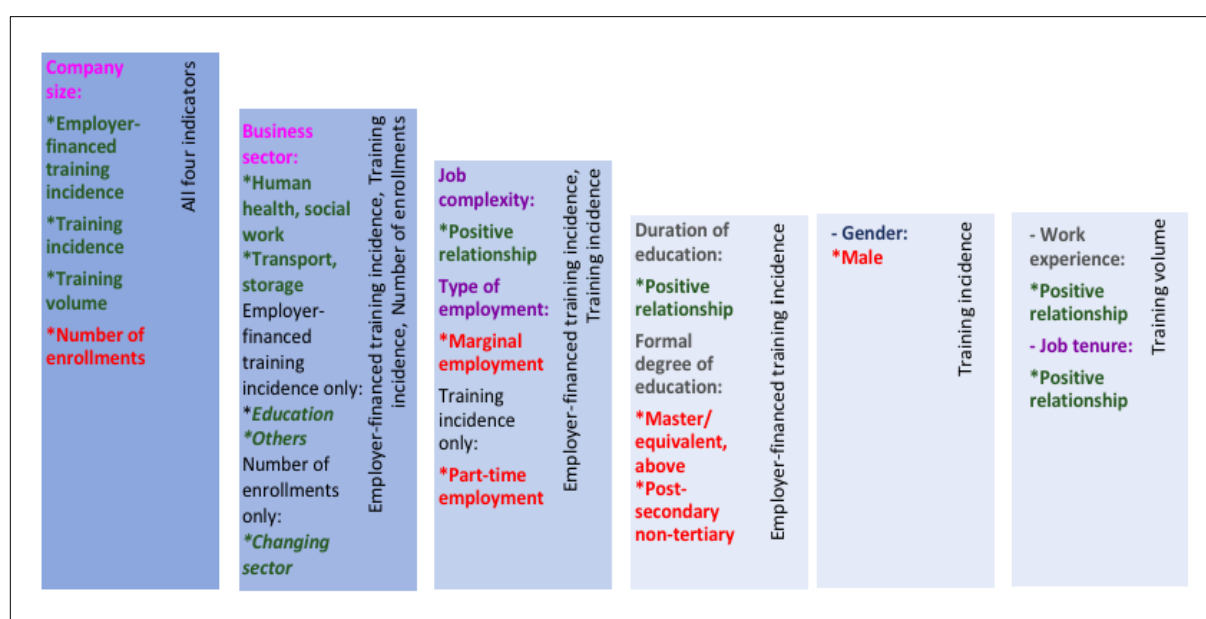 Company
size:
*Employer-
financed
training
incidence
*Training
incidence
*Training
volume
*Number of
enrollments
All four indicators
Business
sector:
*Human
health, social
work
*Transport,
storage
Employer-
financed
training
incidence only:
*Education
*Others
Number of
enrollments
only:
*Changing
sector
Employer-financed training incidence, Training
incidence, Number of enrollments
Job
complexity:
*Positive
relationship
Type of
employment:
*Marginal
employment
Training
incidence
only:
*Part-time
employment
Employer-financed training incidence,
Training incidence
Duration of
education:
*Positive
relationship
Formal
degree of
education:
*Master/
equivalent,
above
*Post-
secondary
non-tertiary
Employer-financed training incidence
- Gender:
*Male
Training incidence
- Work
experience:
*Positive
relationship
- Job tenure:
*Positive
relationship
Training volume